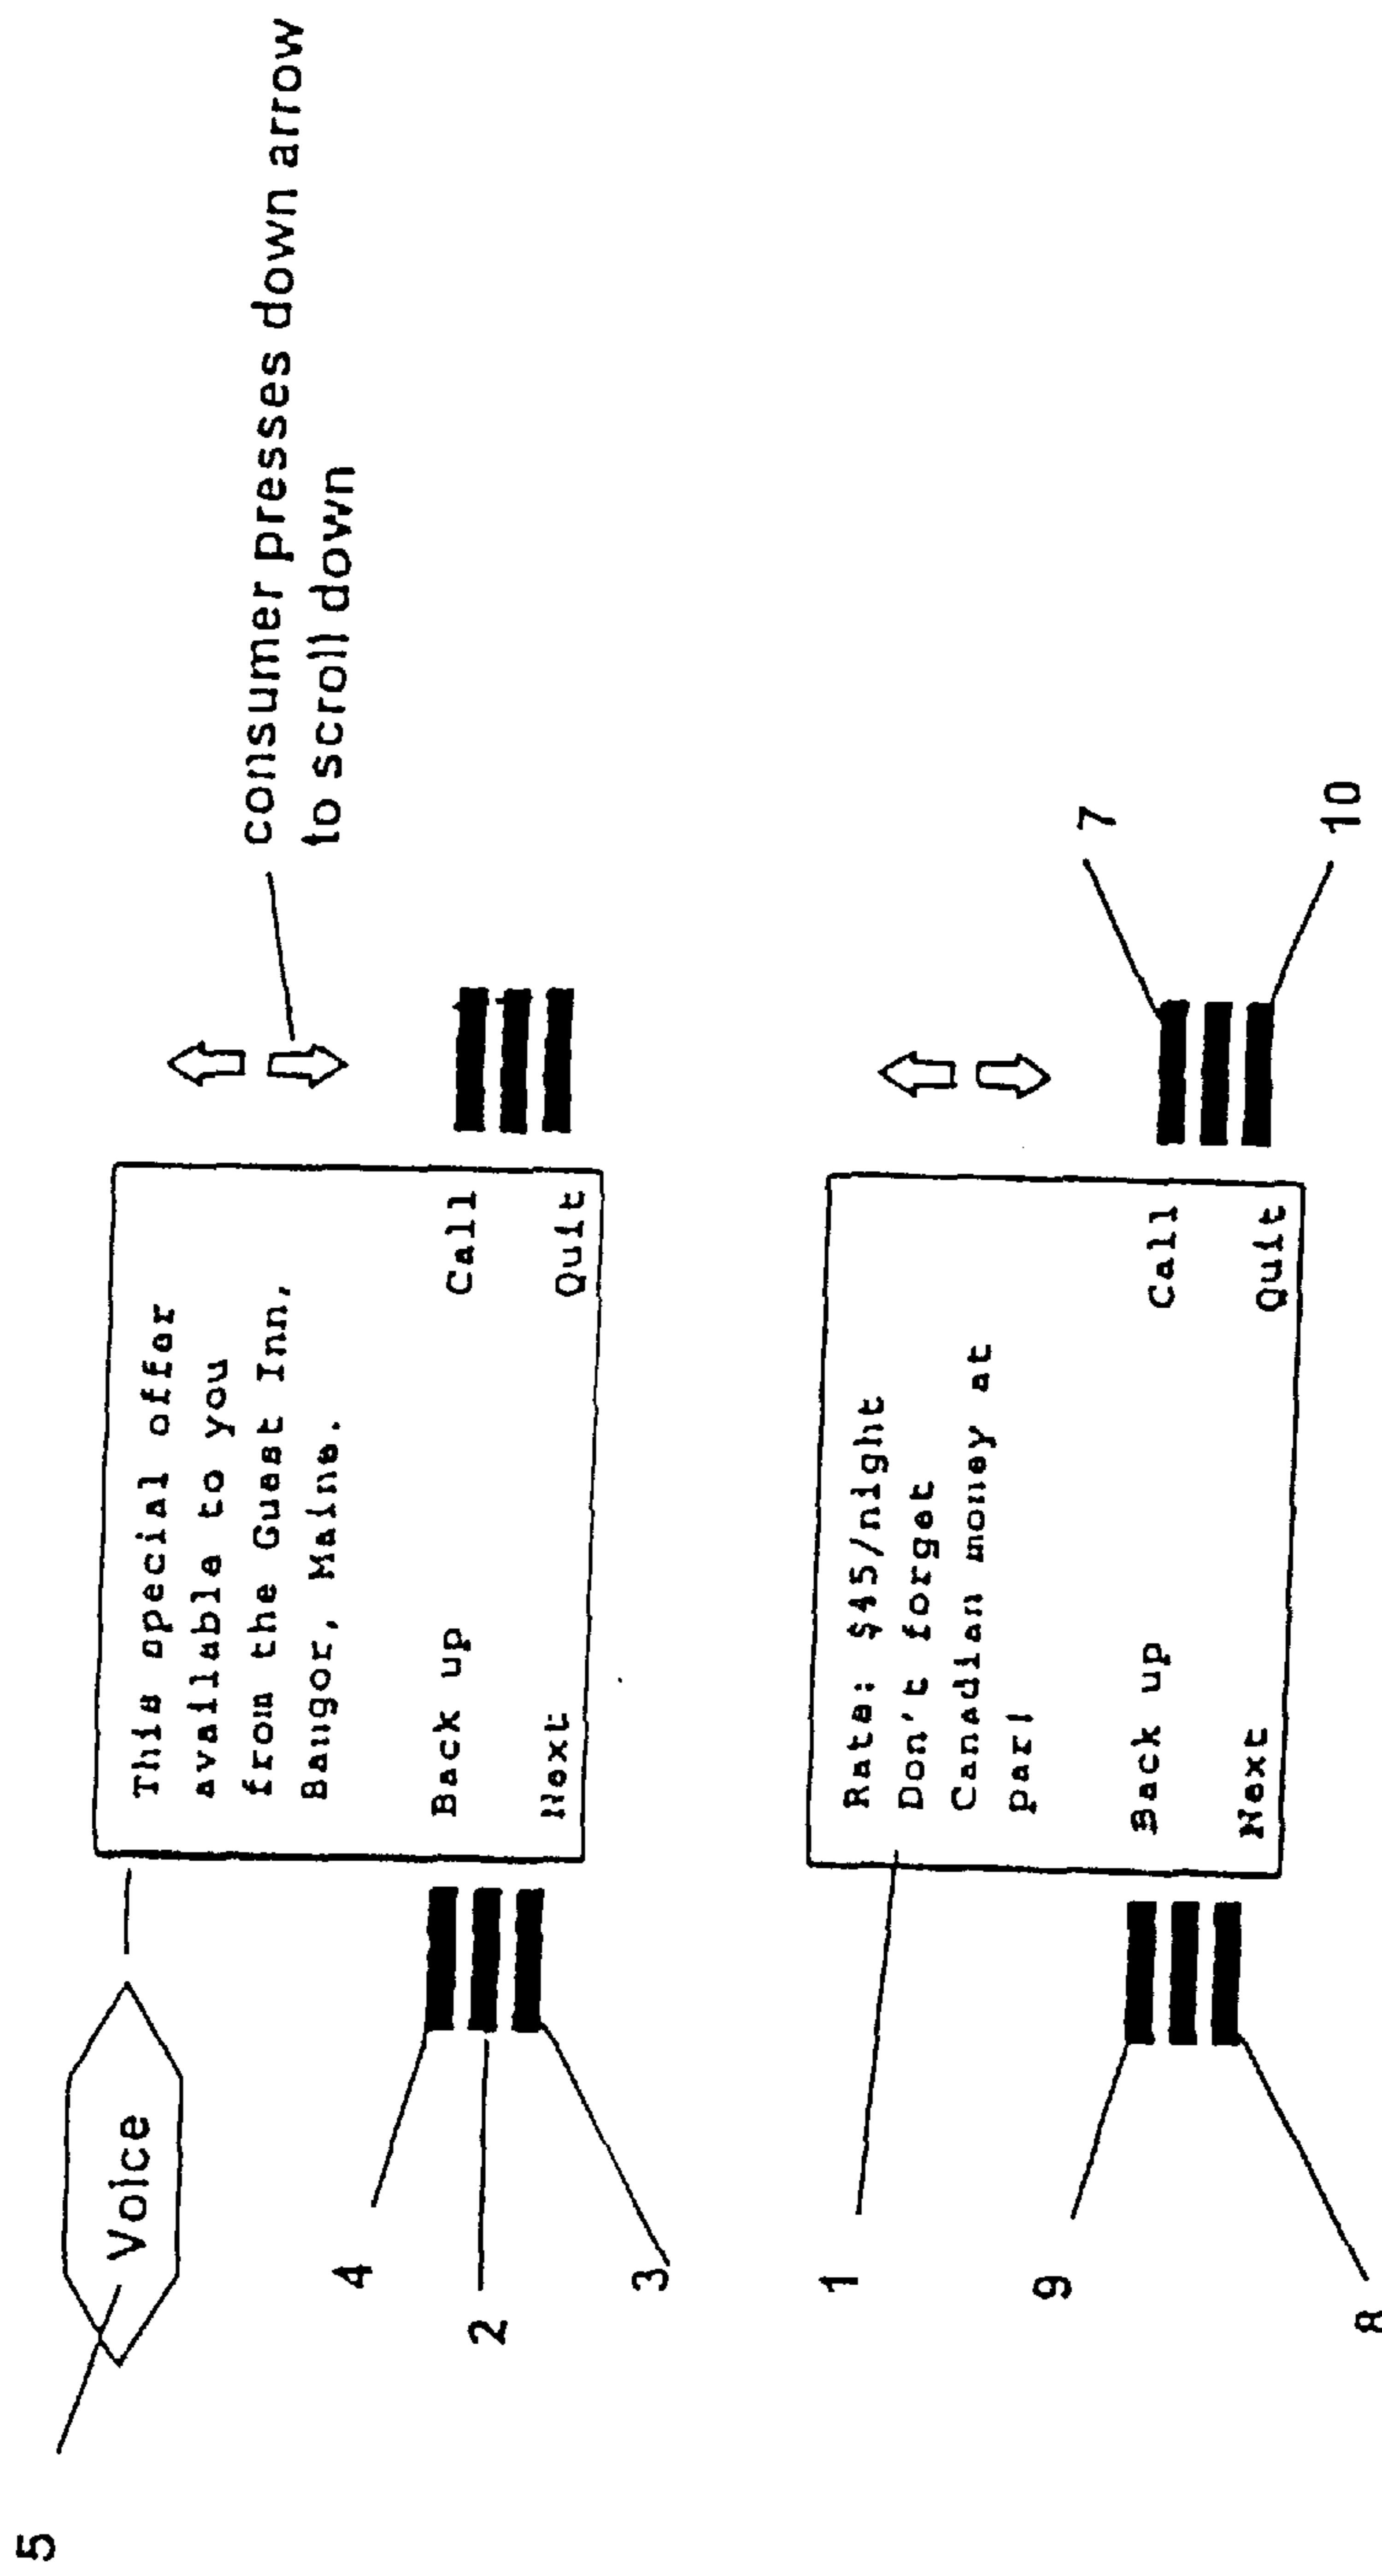 5
Voice
This special offer
available to you
from the Guest Inn,
Bangor, Maine.
Back up
Call
Next
Quit
consumer presses down arrow
to scroll down
4
2
3
Rate: $45/night
Don't forget
Canadian money at
par!
Back up
Call
Next
Quit
1
9
8
7
10